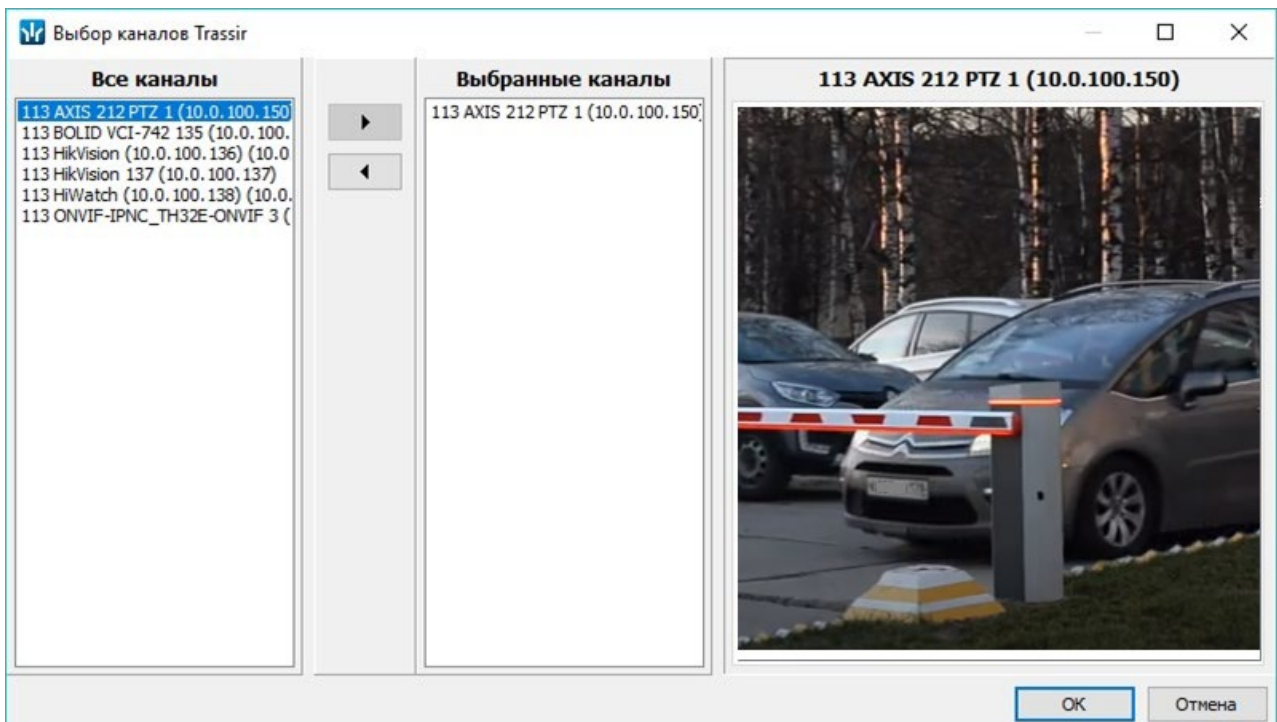 Выбор каналов Trassir
Все каналы
113 AXIS 212 PTZ 1 (10.0.100.150)
113 BOLID VCI-742 135 (10.0.100.
113 HikVision (10.0.100.136) (10.0
113 HikVision 137 (10.0.100.137)
113 HiWatch (10.0.100.138) (10.0.
113 ONVIF-IPNC_TH32E-ONVIF 3 (
Выбранные каналы
113 AXIS 212 PTZ 1 (10.0.100.150)
113 AXIS 212 PTZ 1 (10.0.100.150)
ОК
Отмена